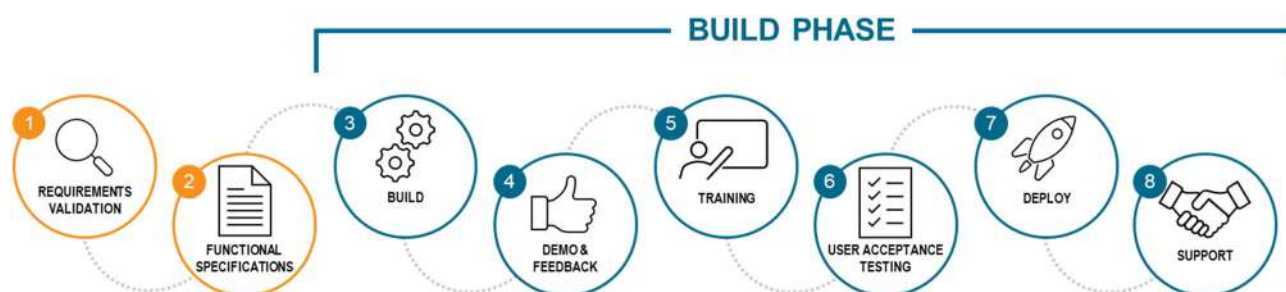 BUILD PHASE
1
REQUIREMENTS
VALIDATION
2
FUNCTIONAL
SPECIFICATIONS
3
BUILD
4
DEMO &
FEEDBACK
5
TRAINING
6
USER ACCEPTANCE
TESTING
7
DEPLOY
8
SUPPORT